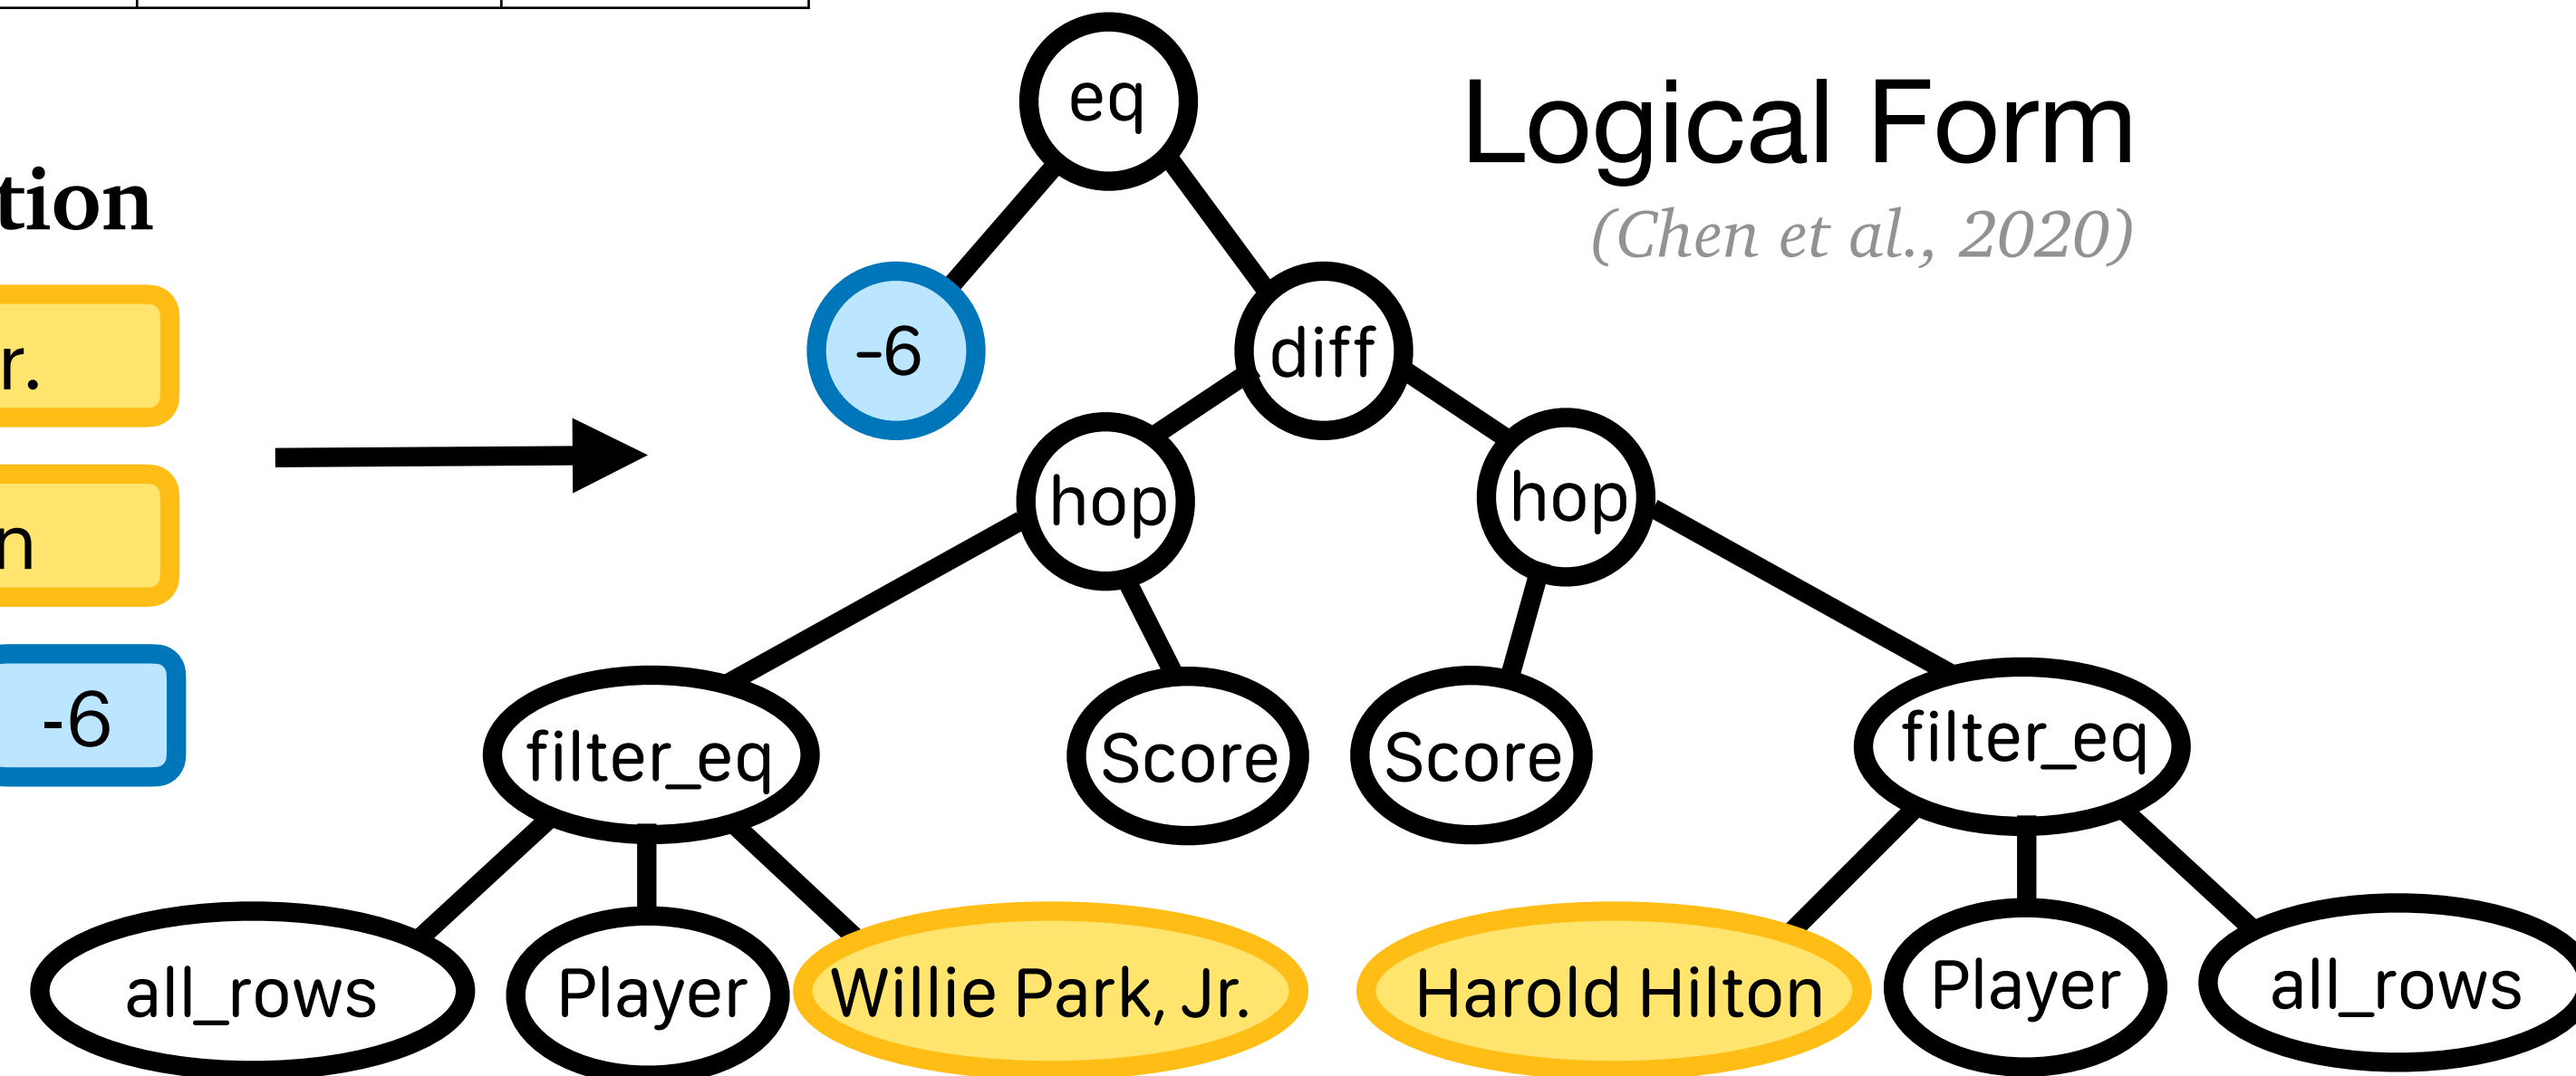 eq
Logical Form
(Chen et al., 2020)
tion
r.
-6
diff
hop
hop
n
-6
filter_eq
Score
Score
filter_eq
all_rows
Player
Willie Park, Jr.
Harold Hilton
Player
all_rows